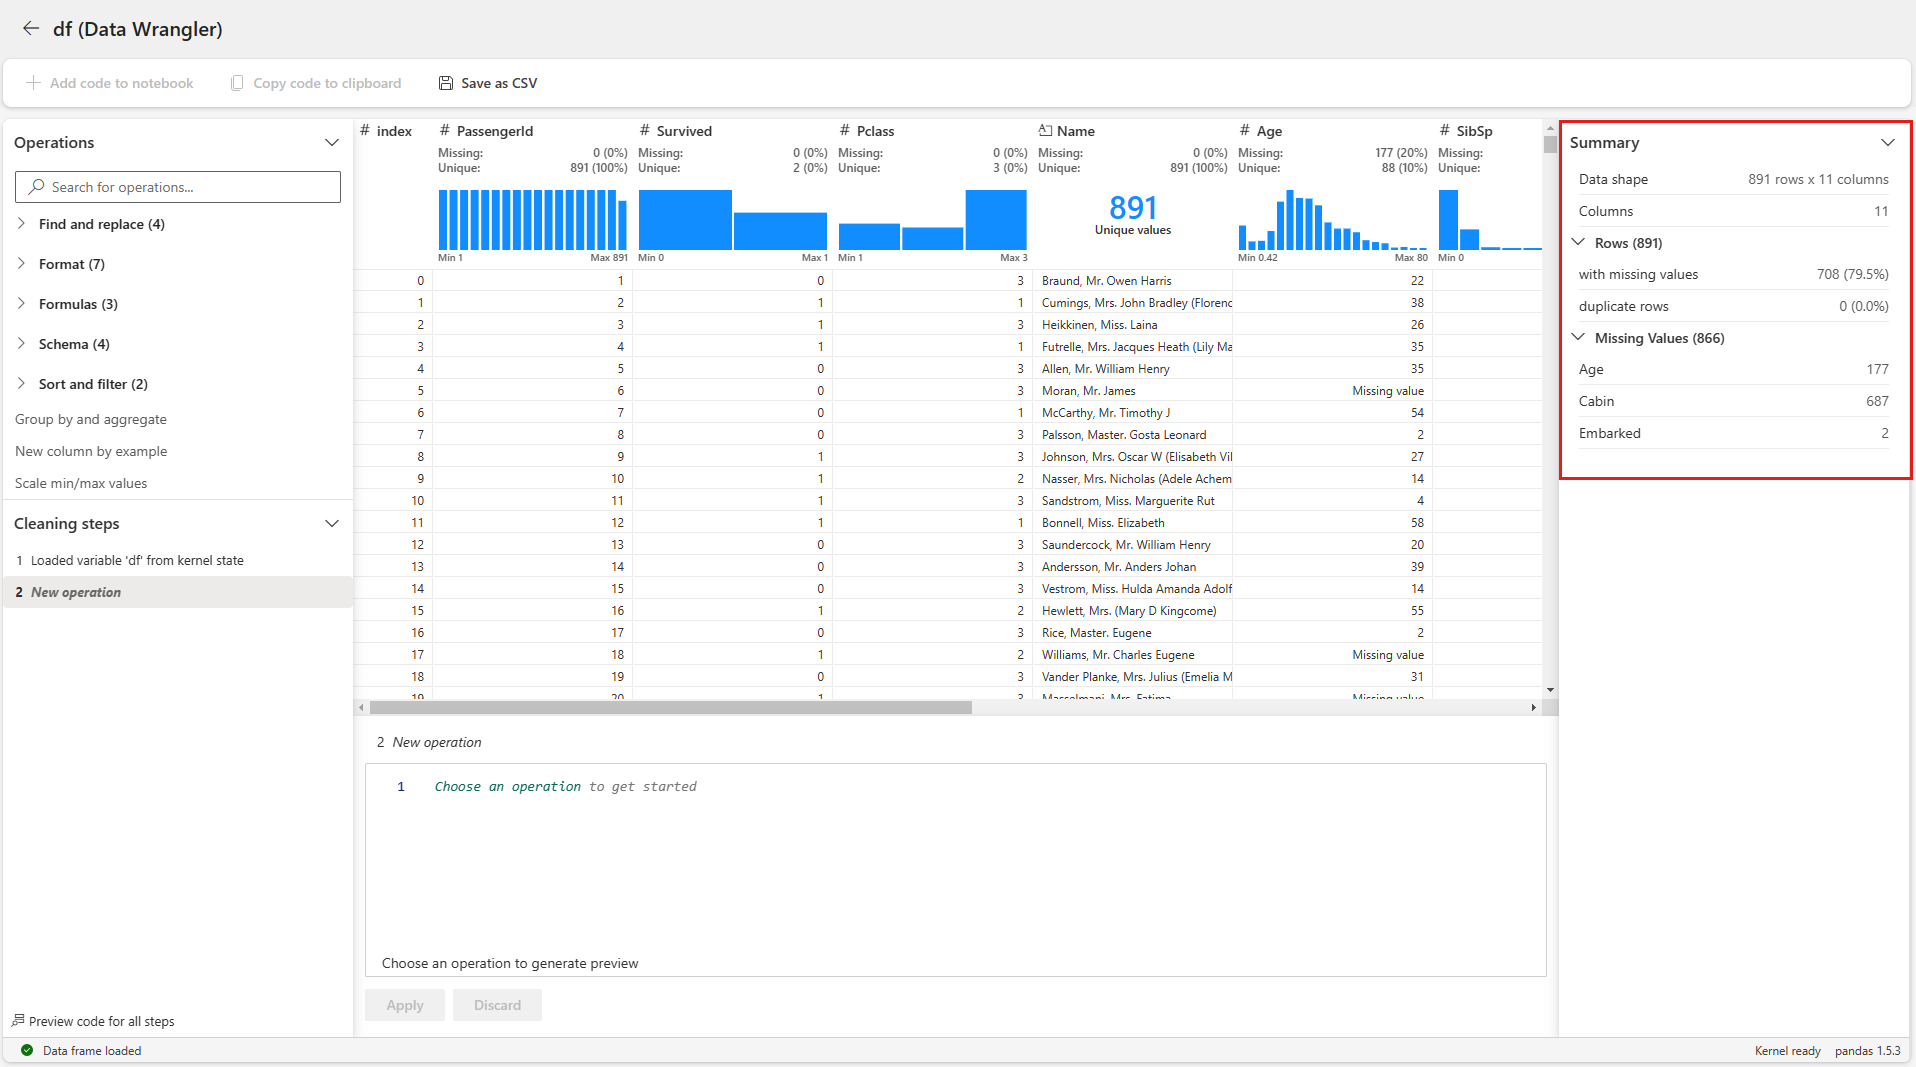 df (Data Wrangler)
Add code to notebook
Copy code to clipboard
Save as CSV
Operations
Search for operations...
Find and replace (4)
Format (7)
Formulas (3)
Schema (4)
Sort and filter (2)
Group by and aggregate
New column by example
Scale min/max values
Cleaning steps
1 Loaded variable 'df' from kernel state
2 New operation
Preview code for all steps
# index # PassengerId # Survived # Pclass Name # Age # SibSp
Missing: 0 (0%) Missing: 0 (0%) Missing: 0 (0%) Missing: 0 (0%) Missing: 177 (20%) Missing:
Unique: 891 (100%) Unique: 2 (0%) Unique: 3 (0%) Unique: 891 (100%) Unique: 88 (10%) Unique:
891
Unique values
Min 1 Max 891 Min 0 Max 1 Min 1 Max 3 Min 0.42 Max 80 Min 0
0 1 0 3 Braund, Mr. Owen Harris 22
1 2 1 1 Cumings, Mrs. John Bradley (Florenc 38
2 3 1 3 Heikkinen, Miss. Laina 26
3 4 1 1 Futrelle, Mrs. Jacques Heath (Lily Ma 35
4 5 0 3 Allen, Mr. William Henry 35
5 6 0 3 Moran, Mr. James Missing value
6 7 0 1 McCarthy, Mr. Timothy J 54
7 8 0 3 Palsson, Master. Gosta Leonard 2
8 9 1 3 Johnson, Mrs. Oscar W (Elisabeth Vil 27
9 10 1 2 Nasser, Mrs. Nicholas (Adele Achem 14
10 11 1 3 Sandstrom, Miss. Marguerite Rut 4
11 12 1 1 Bonnell, Miss. Elizabeth 58
12 13 0 3 Saundercock, Mr. William Henry 20
13 14 0 3 Andersson, Mr. Anders Johan 39
14 15 0 3 Vestrom, Miss. Hulda Amanda Adolf 14
15 16 1 2 Hewlett, Mrs. (Mary D Kingcome) 55
16 17 0 3 Rice, Master. Eugene 2
17 18 1 2 Williams, Mr. Charles Eugene Missing value
18 19 0 3 Vander Planke, Mrs. Julius (Emelia M 31
19 20 1 3 Masselmani, Mrs. Fatima Missing value
2 New operation
1 Choose an operation to get started
Choose an operation to generate preview
Apply
Discard
Summary
Data shape 891 rows x 11 columns
Columns 11
Rows (891)
with missing values 708 (79.5%)
duplicate rows 0 (0.0%)
Missing Values (866)
Age 177
Cabin 687
Embarked 2
Data frame loaded
Kernel ready pandas 1.5.3